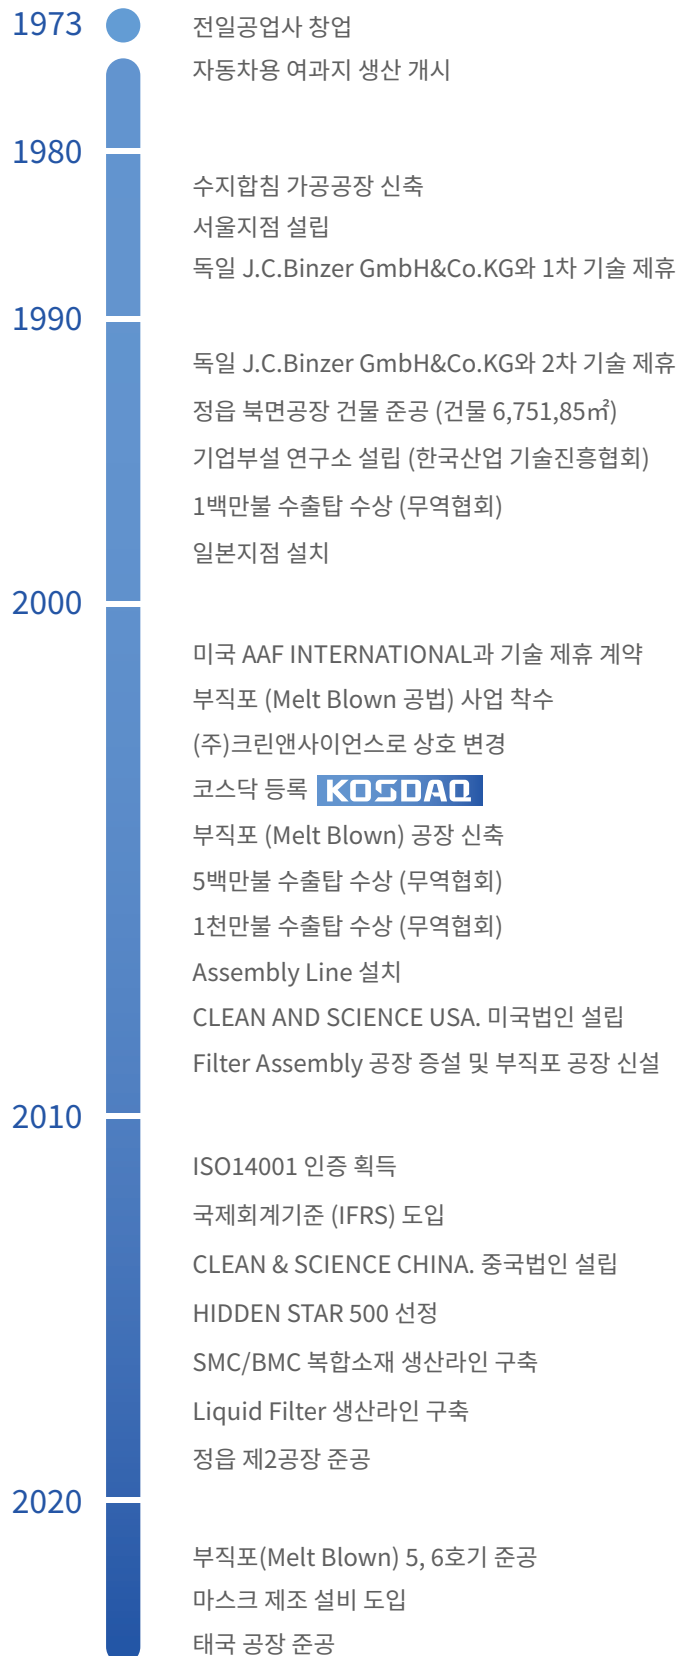 1973
전일공업사 창업
자동차용 여과지 생산 개시
1980
수지합침 가공공장 신축
서울지점 설립
독일 J.C.Binzer GmbH&Co.KG와 1차 기술 제휴
1990
독일 J.C.Binzer GmbH&Co.KG와 2차 기술 제휴
정읍 북면공장 건물 준공 (건물 6,751,85㎡)
기업부설 연구소 설립 (한국산업 기술진흥협회)
1백만불 수출탑 수상 (무역협회)
일본지점 설치
2000
미국 AAF INTERNATIONAL과 기술 제휴 계약
부직포 (Melt Blown 공법) 사업 착수
(주)크린앤사이언스로 상호 변경
코스닥 등록 KOSDAQ
부직포 (Melt Blown) 공장 신축
5백만불 수출탑 수상 (무역협회)
1천만불 수출탑 수상 (무역협회)
Assembly Line 설치
CLEAN AND SCIENCE USA. 미국법인 설립
Filter Assembly 공장 증설 및 부직포 공장 신설
2010
ISO14001 인증 획득
국제회계기준 (IFRS) 도입
CLEAN & SCIENCE CHINA. 중국법인 설립
HIDDEN STAR 500 선정
SMC/BMC 복합소재 생산라인 구축
Liquid Filter 생산라인 구축
정읍 제2공장 준공
2020
부직포(Melt Blown) 5, 6호기 준공
마스크 제조 설비 도입
태국 공장 준공